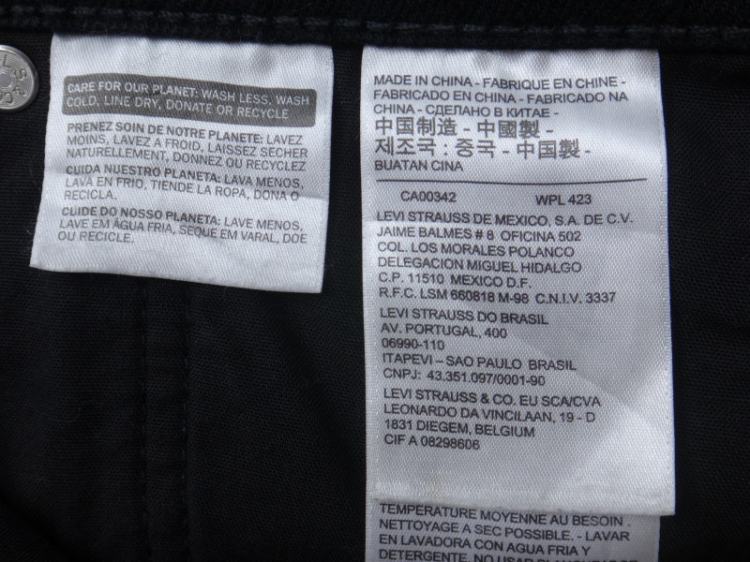 CARE FOR OUR PLANET: WASH LESS, WASH
COLD, LINE DRY, DONATE OR RECYCLE
PRENEZ SOIN DE NOTRE PLANETE: LAVEZ
MOINS, LAVEZ A FROID, LAISSEZ SECHER
NATURELLEMENT, DONNEZ OU RECYCLEZ
CUIDA NUESTRO PLANETA: LAVA MENOS,
LAVA EN FRIO, TIENDE LA ROPA, DONA O
RECICLA.
CUIDE DO NOSSO PLANETA: LAVE MENOS,
LAVE EM ÁGUA FRIA, SEQUE EM VARAL, DOE
OU RECICLE.
MADE IN CHINA - FABRIQUE EN CHINE -
FABRICADO EN CHINA - FABRICADO NA
CHINA - СДЕЛАНО В КИТАЕ -
中国制造 - 中國製 -
제조국 : 중국 - 中国製 -
BUATAN CINA
CA00342 WPL 423
LEVI STRAUSS DE MEXICO, S.A. DE C.V.
JAIME BALMES # 8 OFICINA 502
COL. LOS MORALES POLANCO
DELEGACION MIGUEL HIDALGO
C.P. 11510 MEXICO D.F.
R.F.C. LSM 660818 M-98 C.N.I.V. 3337
LEVI STRAUSS DO BRASIL
AV. PORTUGAL, 400
06990-110
ITAPEVI – SAO PAULO BRASIL
CNPJ: 43.351.097/0001-90
LEVI STRAUSS & CO. EU SCA/CVA
LEONARDO DA VINCILAAN, 19 - D
1831 DIEGEM, BELGIUM
CIF A 08298606
TEMPERATURE MOYENNE AU BESOIN .
NETTOYAGE A SEC POSSIBLE. - LAVAR
EN LAVADORA CON AGUA FRIA Y
DETERGENTE. NO USAR